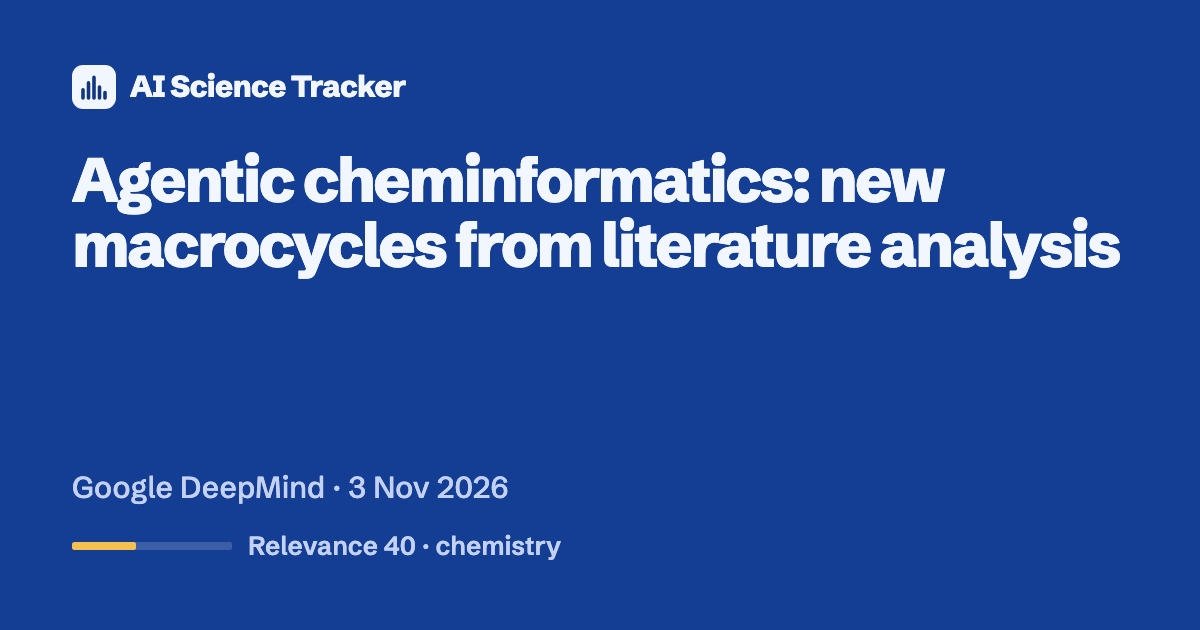 AI Science Tracker
Agentic cheminformatics: new
macrocycles from literature analysis
Google DeepMind · 3 Nov 2026
Relevance 40 · chemistry